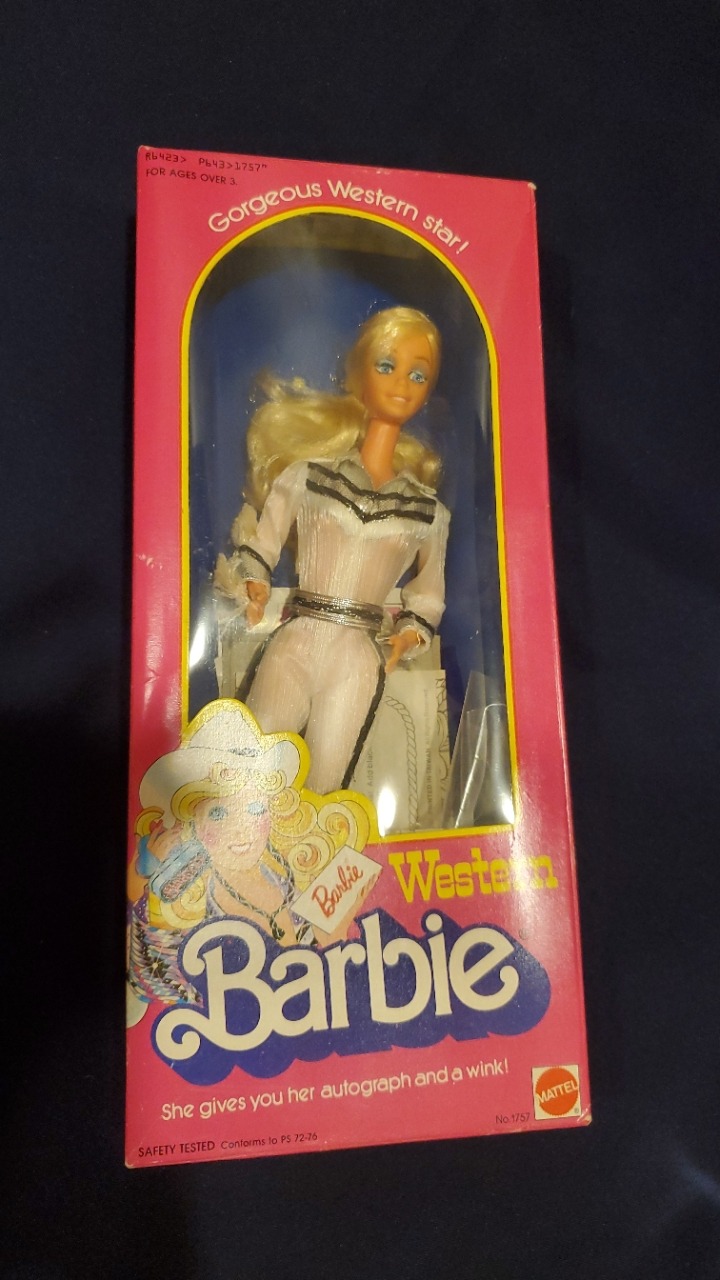 R6423> P643>1757"
FOR AGES OVER 3.
Gorgeous Western star!
Barbie
Western
Barbie®
She gives you her autograph and a wink!
MATTEL
No.1757
SAFETY TESTED Conforms to PS 72-76